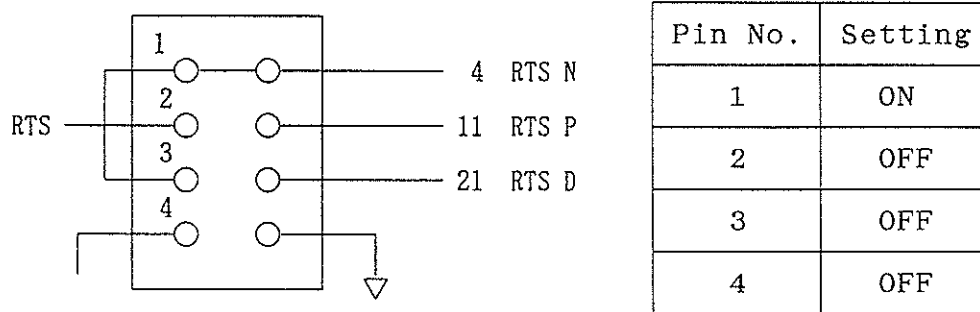 1
4 RTS N
2
RTS
11 RTS P
3
21 RTS D
4
Pin No. Setting
1 ON
2 OFF
3 OFF
4 OFF